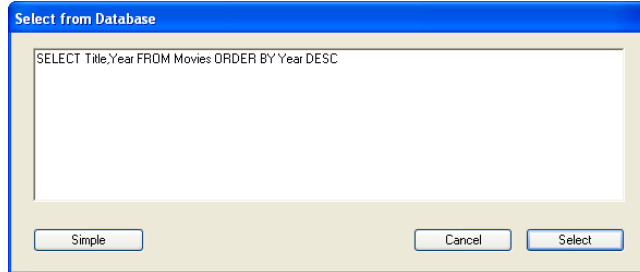 Select from Database
SELECT Title,Year FROM Movies ORDER BY Year DESC
Simple
Cancel
Select